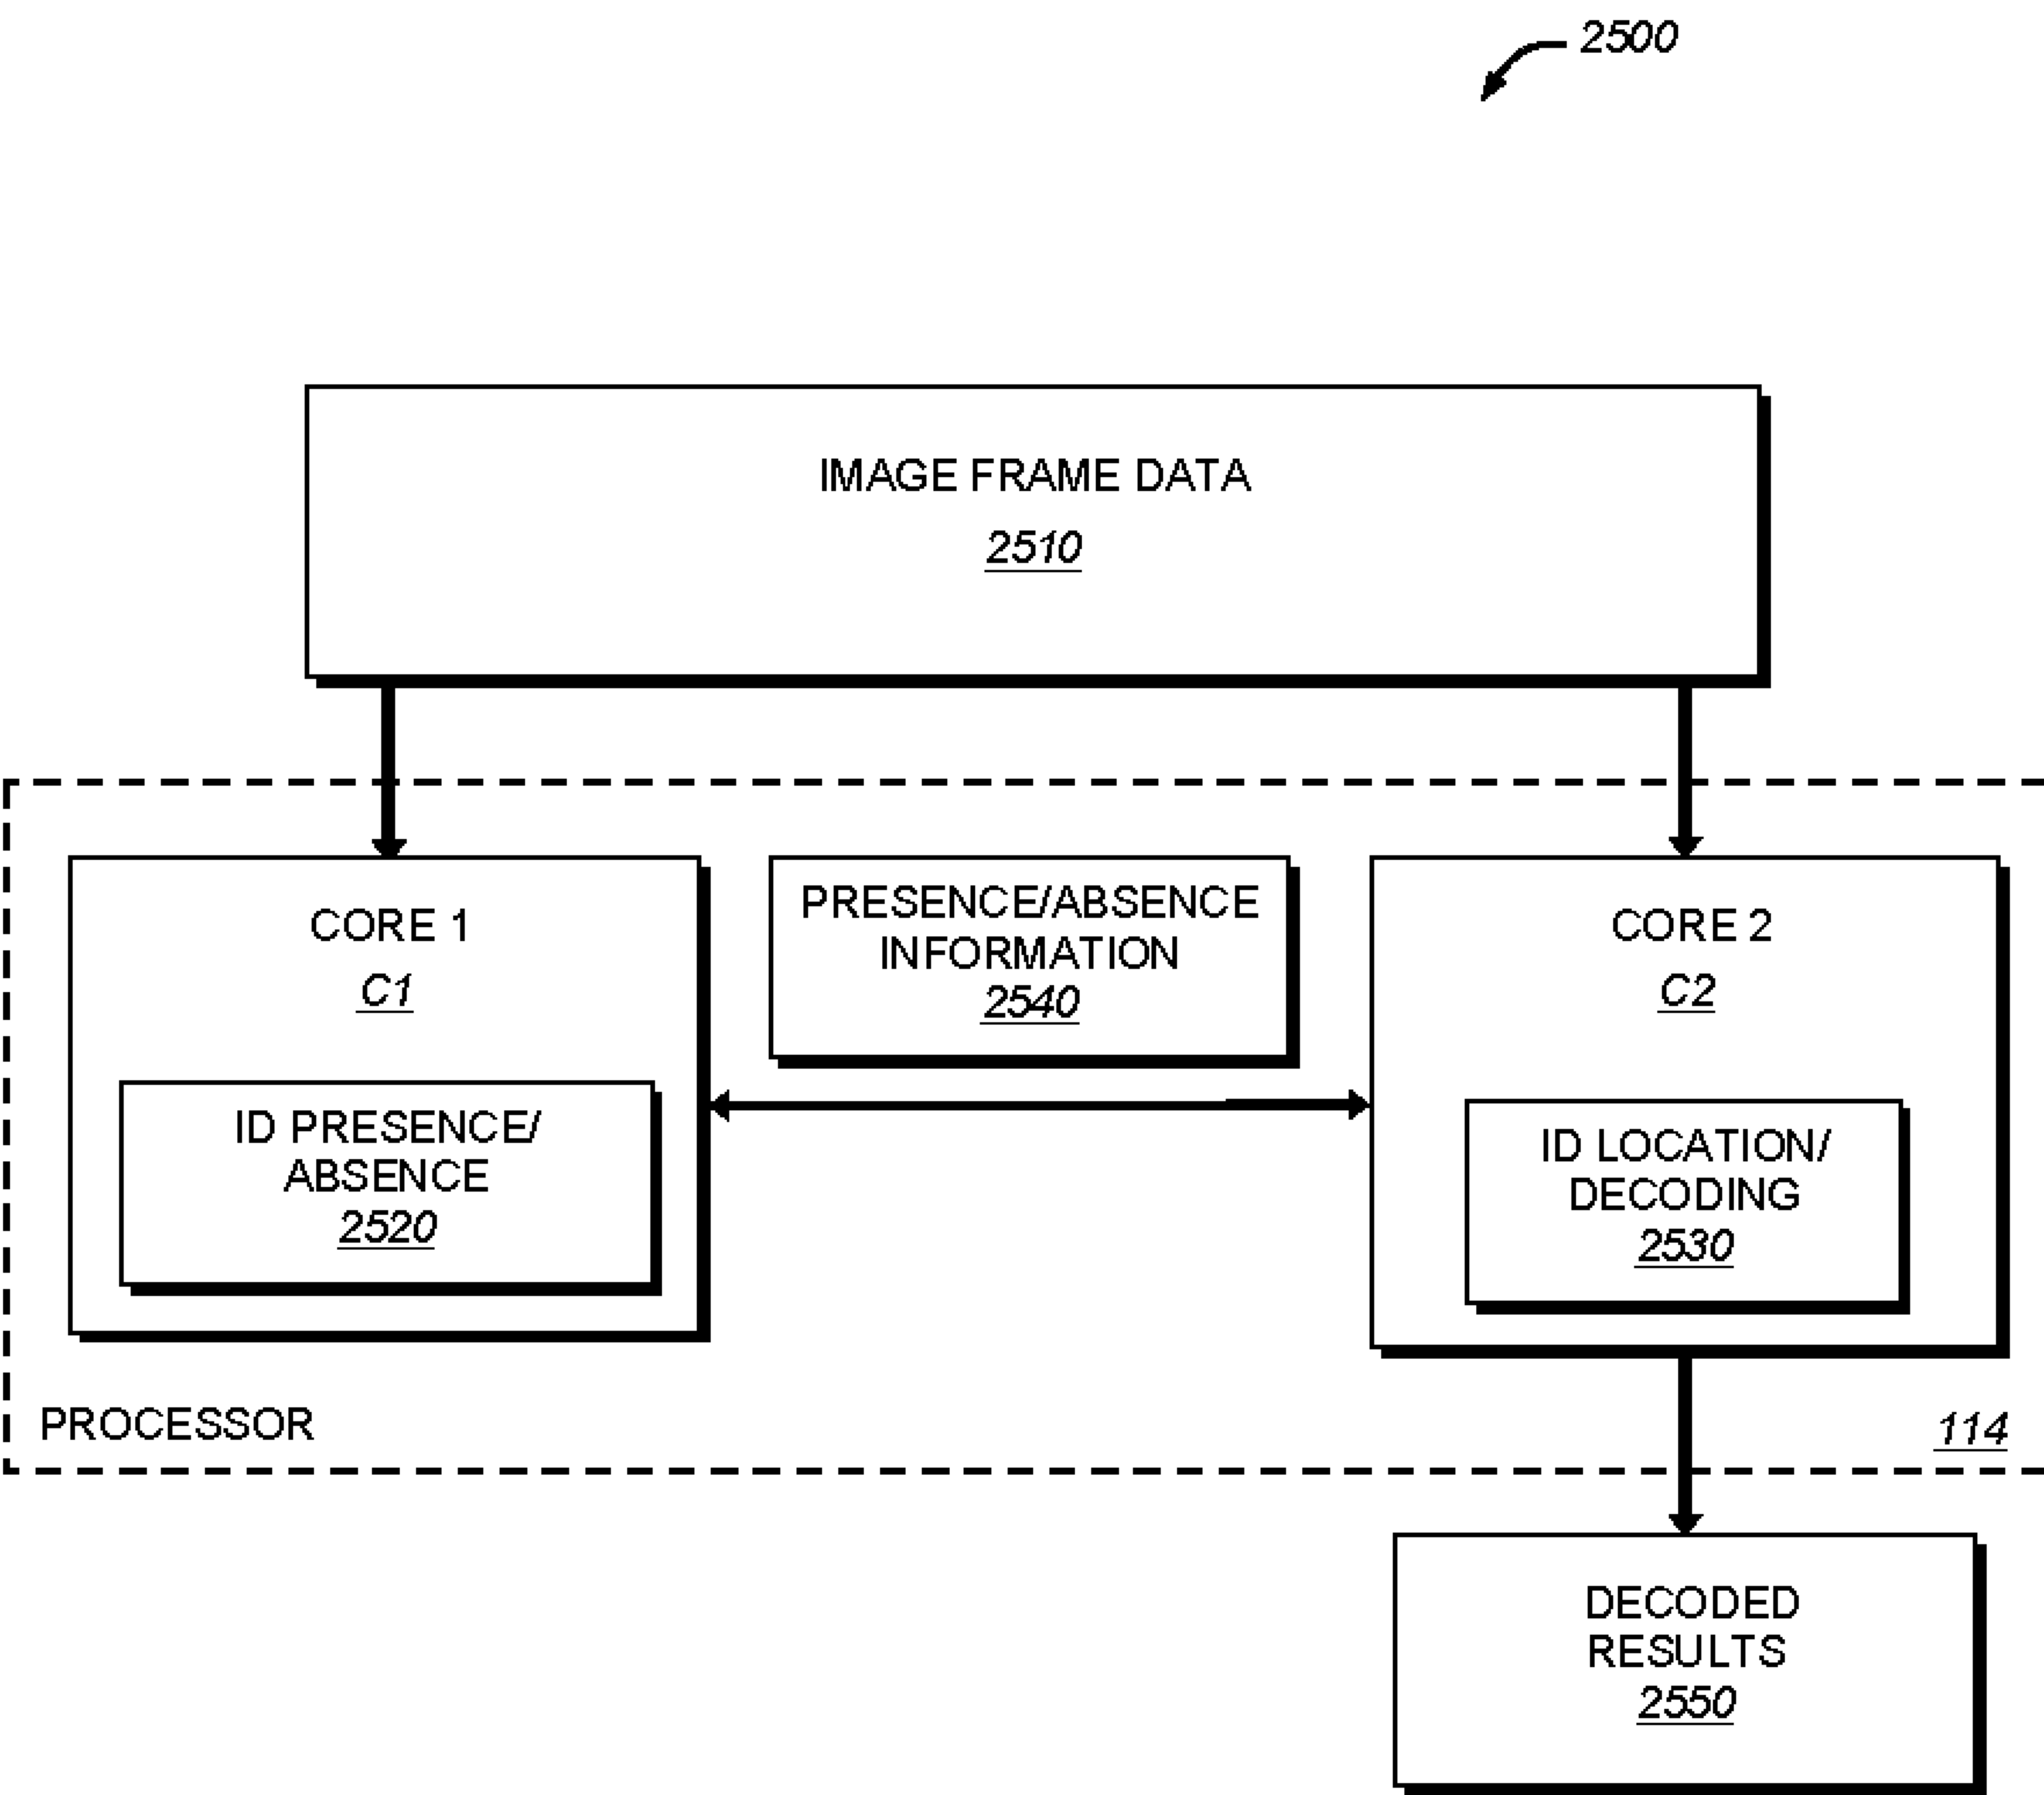 2500
IMAGE FRAME DATA
2510
CORE 1
C1
ID PRESENCE/
ABSENCE
2520
PRESENCE/ABSENCE
INFORMATION
2540
CORE 2
C2
ID LOCATION/
DECODING
2530
PROCESSOR
114
DECODED
RESULTS
2550